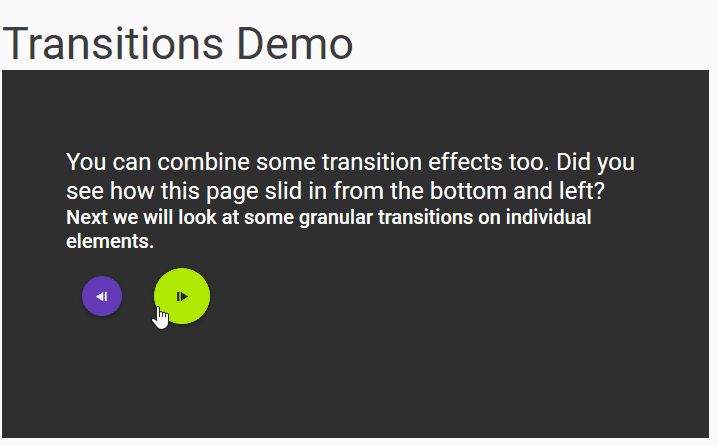 Transitions Demo
You can combine some transition effects too. Did you
see how this page slid in from the bottom and left?
Next we will look at some granular transitions on individual
elements.